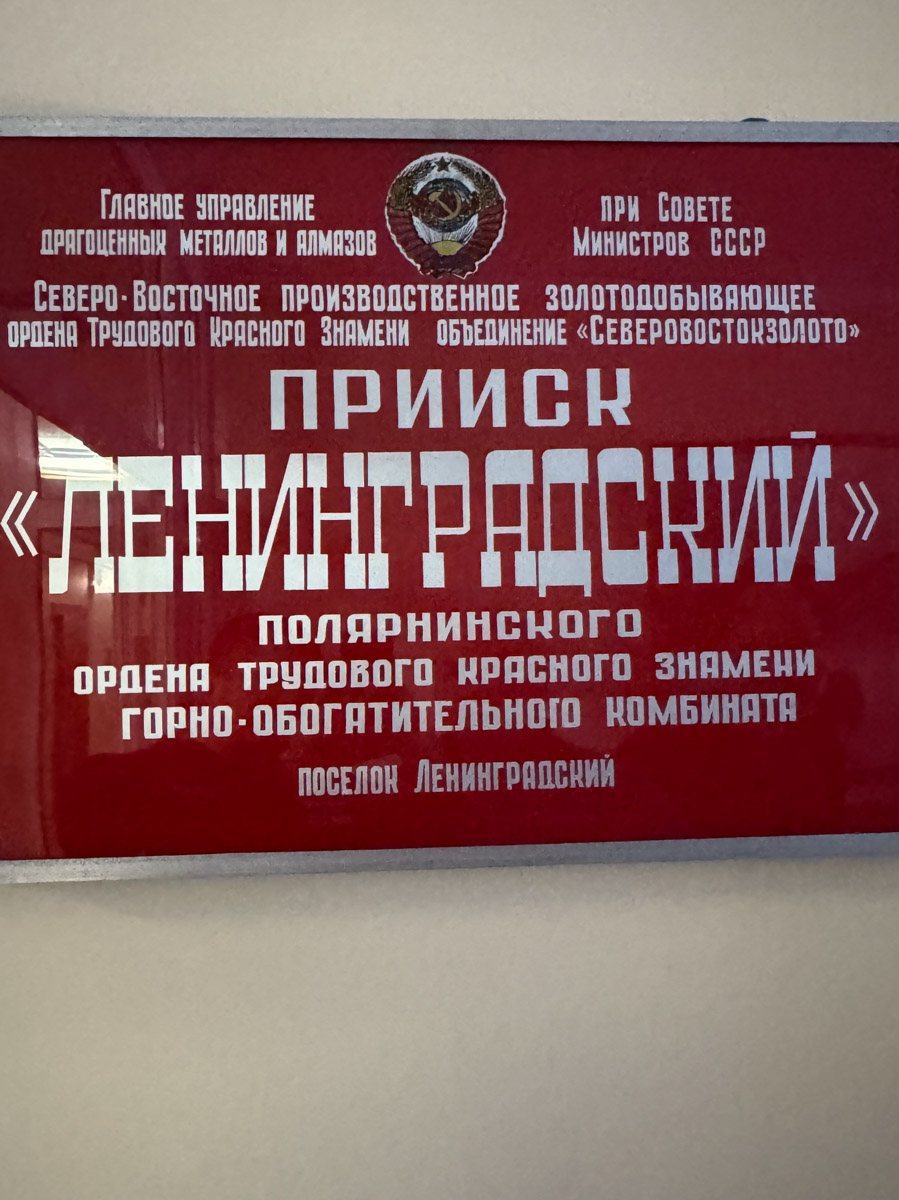 Главное управление
драгоценных металлов и алмазов
при Совете
Министров СССР
Северо-Восточное производственное золотодобывающее
ордена Трудового Красного Знамени объединение «Северовостокзолото»
ПРИИСК
«ЛЕНИНГРАДСКИЙ»
ПОЛЯРНИНСКОГО
ОРДЕНА ТРУДОВОГО КРАСНОГО ЗНАМЕНИ
ГОРНО-ОБОГАТИТЕЛЬНОГО КОМБИНАТА
поселок Ленинградский